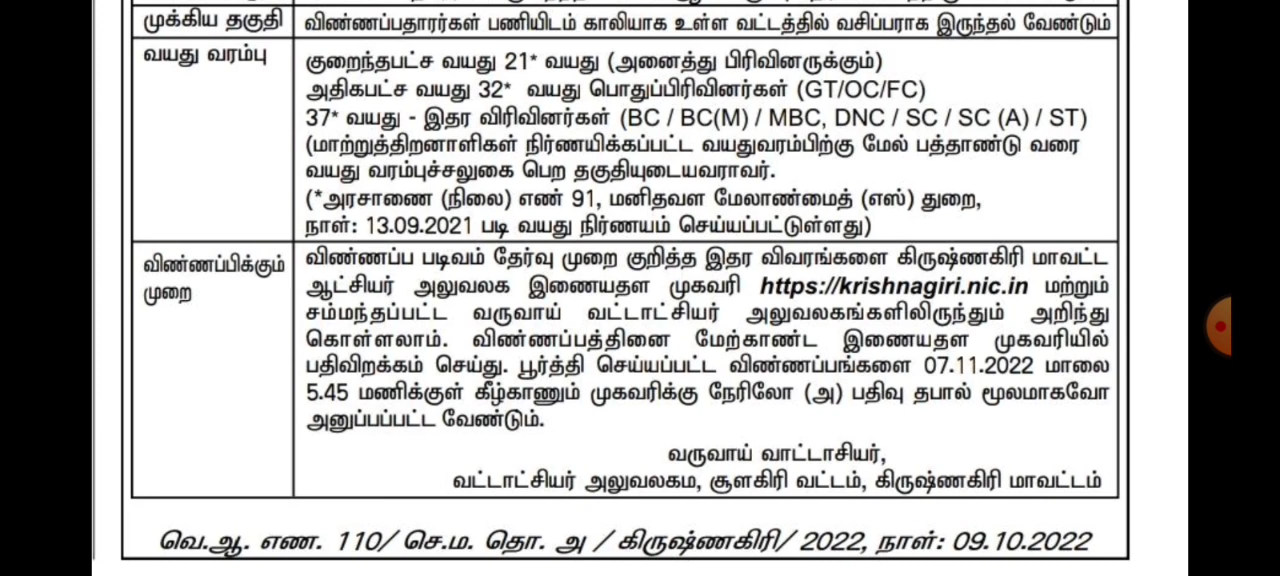 முக்கிய தகுதி விண்ணப்பதாரர்கள் பணியிடம் காலியாக உள்ள வட்டத்தில் வசிப்பராக இருந்தல் வேண்டும்
வயது வரம்பு
குறைந்தபட்ச வயது 21* வயது (அனைத்து பிரிவினருக்கும்)
அதிகபட்ச வயது 32* வயது பொதுப்பிரிவினர்கள் (GT/OC/FC)
37* வயது - இதர விரிவினர்கள் (BC / BC(M) / MBC, DNC / SC / SC (A) / ST)
(மாற்றுத்திறனாளிகள் நிர்ணயிக்கப்பட்ட வயதுவரம்பிற்கு மேல் பத்தாண்டு வரை
வயது வரம்புச்சலுகை பெற தகுதியுடையவராவர்.
(*அரசாணை (நிலை) எண் 91, மனிதவள மேலாண்மைத் (எஸ்) துறை,
நாள்: 13.09.2021 படி வயது நிர்ணயம் செய்யப்பட்டுள்ளது)
விண்ணப்பிக்கும்
முறை
விண்ணப்ப படிவம் தேர்வு முறை குறித்த இதர விவரங்களை கிருஷ்ணகிரி மாவட்ட
ஆட்சியர் அலுவலக இணையதள முகவரி https://krishnagiri.nic.in மற்றும்
சம்மந்தப்பட்ட வருவாய் வட்டாட்சியர் அலுவலகங்களிலிருந்தும் அறிந்து
கொள்ளலாம். விண்ணப்பத்தினை மேற்காண்ட இணையதள முகவரியில்
பதிவிறக்கம் செய்து. பூர்த்தி செய்யப்பட்ட விண்ணப்பங்களை 07.11.2022 மாலை
5.45 மணிக்குள் கீழ்காணும் முகவரிக்கு நேரிலோ (அ) பதிவு தபால் மூலமாகவோ
அனுப்பப்பட்ட வேண்டும்.
வருவாய் வாட்டாசியர்,
வட்டாட்சியர் அலுவலகம, சூளகிரி வட்டம், கிருஷ்ணகிரி மாவட்டம்
வெ.ஆ. எண. 110/ செ.ம. தொ. அ / கிருஷ்ணகிரி/ 2022, நாள்: 09.10.2022